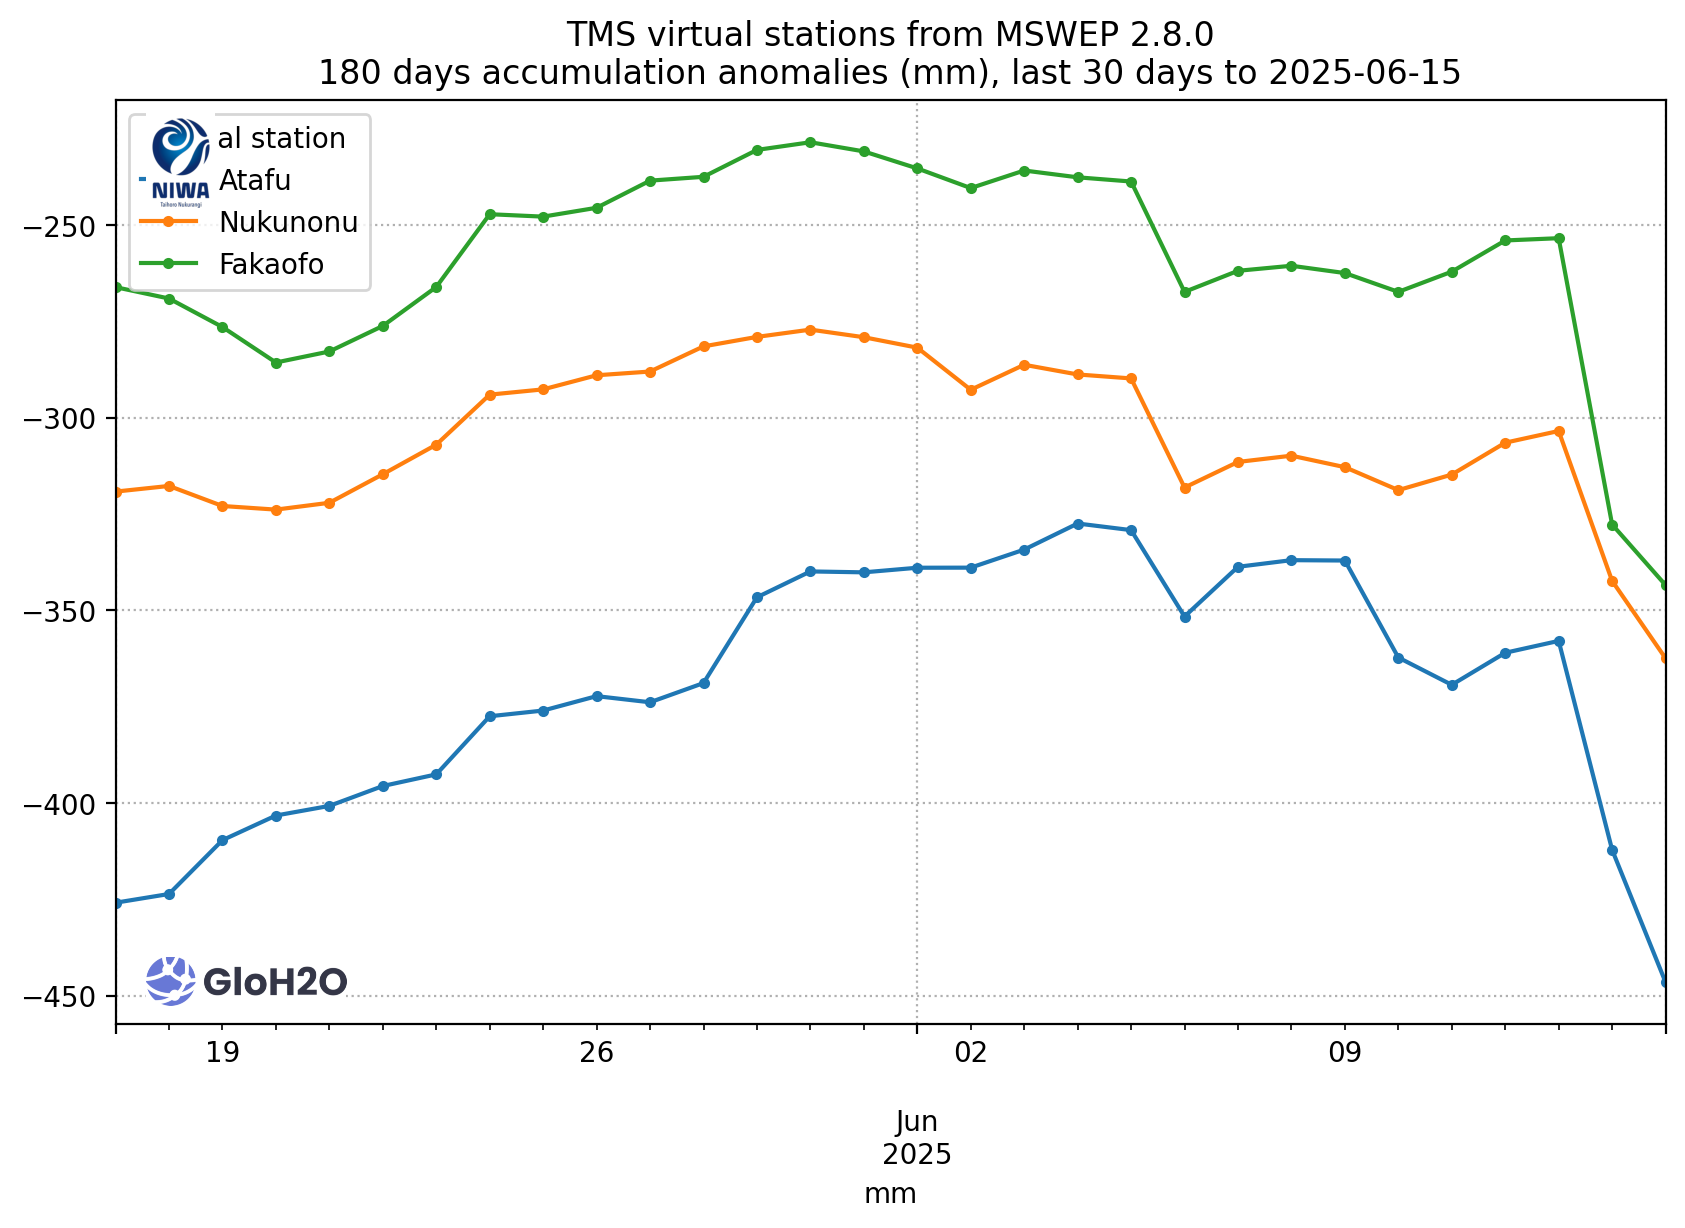 TMS virtual stations from MSWEP 2.8.0
180 days accumulation anomalies (mm), last 30 days to 2025-06-15
al station
NIWA
Taihoro Nukurangi
Atafu
Nukunonu
Fakaofo
−250
−300
−350
−400
−450
GloH2O
19
26
02
09
Jun
2025
mm